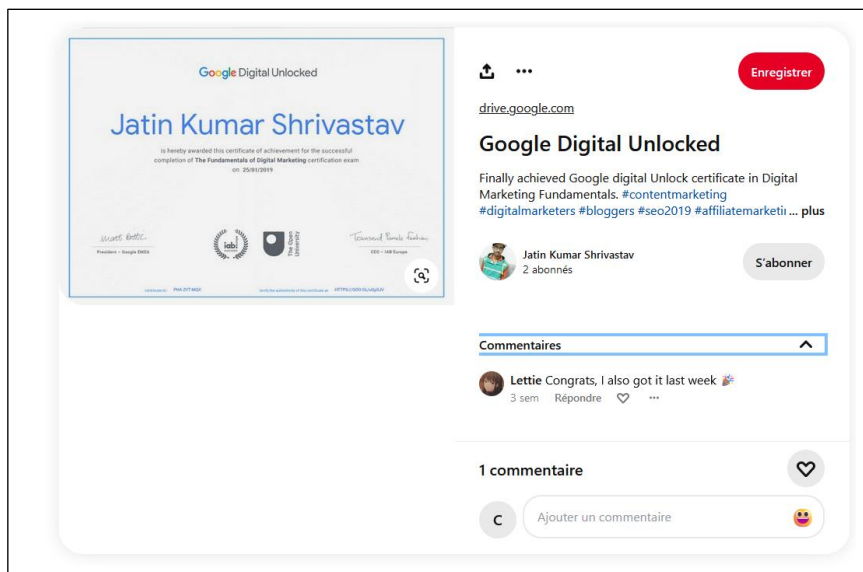 Google Digital Unlocked
Jatin Kumar Shrivastav
is hereby awarded this certificate of achievement for the successful
completion of The Fundamentals of Digital Marketing certification exam
on 25/01/2019
President – Google EMEA
iab:
The Open
University
CEO – IAB Europe
Enregistrer
drive.google.com
Google Digital Unlocked
Finally achieved Google digital Unlock certificate in Digital
Marketing Fundamentals. #contentmarketing
#digitalmarketers #bloggers #seo2019 #affiliatemarketi ... plus
Jatin Kumar Shrivastav
2 abonnés
S'abonner
Commentaires
Lettie Congrats, I also got it last week 🎉
3 sem Répondre
1 commentaire
C
Ajouter un commentaire